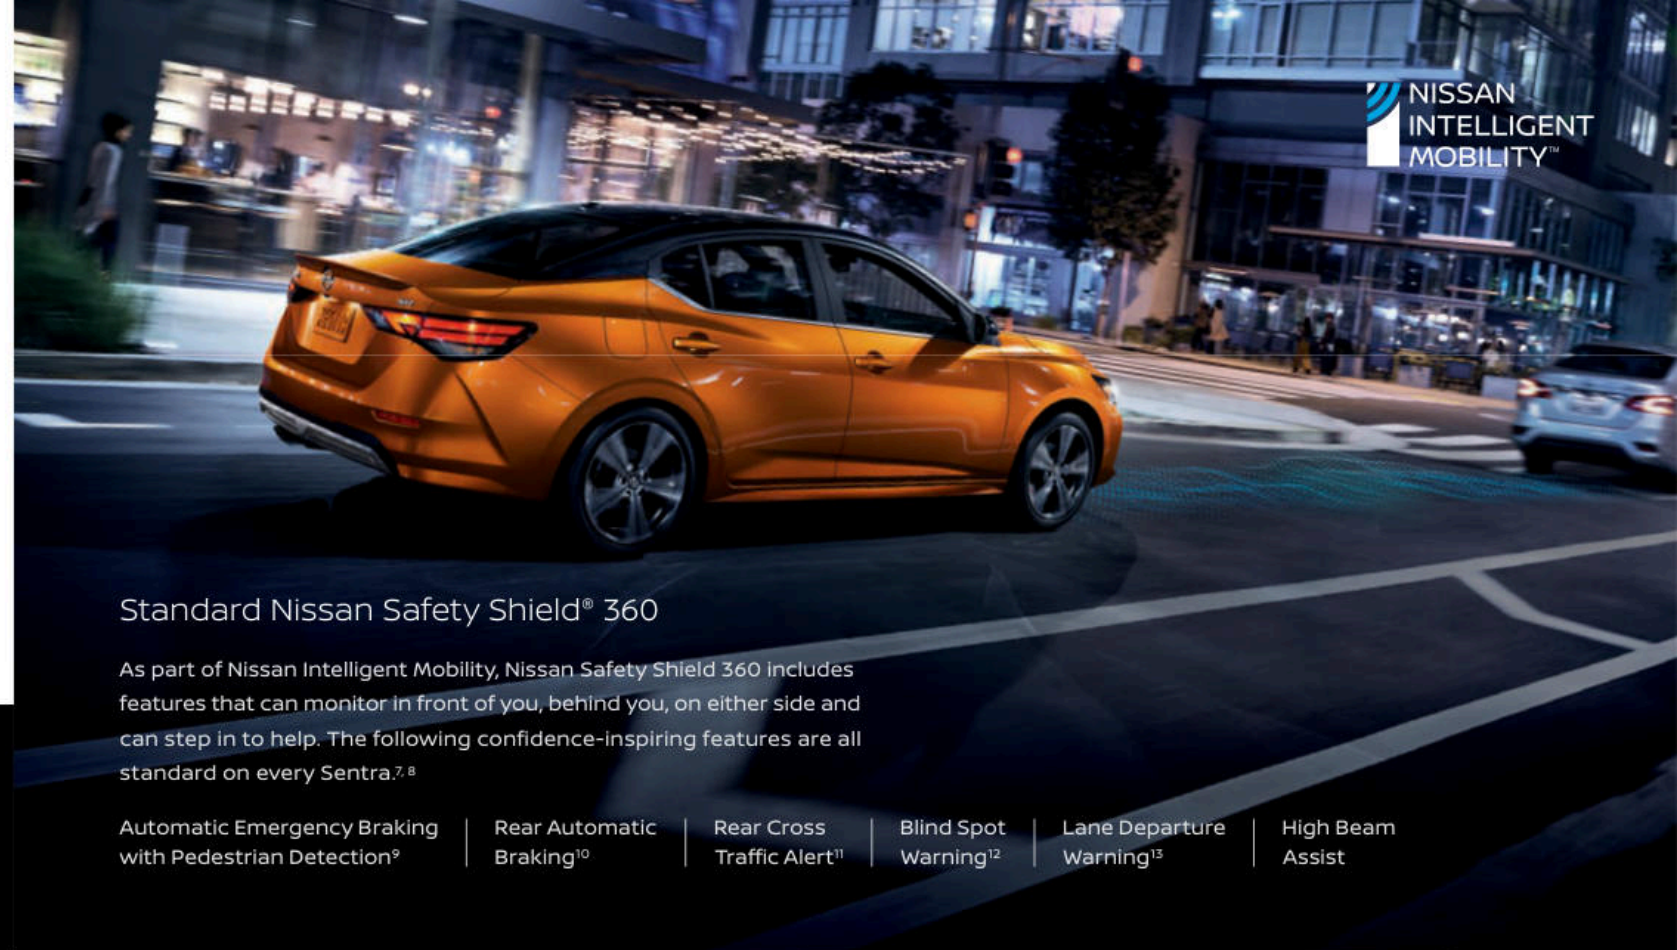 NISSAN
INTELLIGENT
MOBILITY™
Standard Nissan Safety Shield® 360
As part of Nissan Intelligent Mobility, Nissan Safety Shield 360 includes
features that can monitor in front of you, behind you, on either side and
can step in to help. The following confidence-inspiring features are all
standard on every Sentra.⁷, ⁸
Automatic Emergency Braking
with Pedestrian Detection⁹
Rear Automatic
Braking¹⁰
Rear Cross
Traffic Alert¹¹
Blind Spot
Warning¹²
Lane Departure
Warning¹³
High Beam
Assist